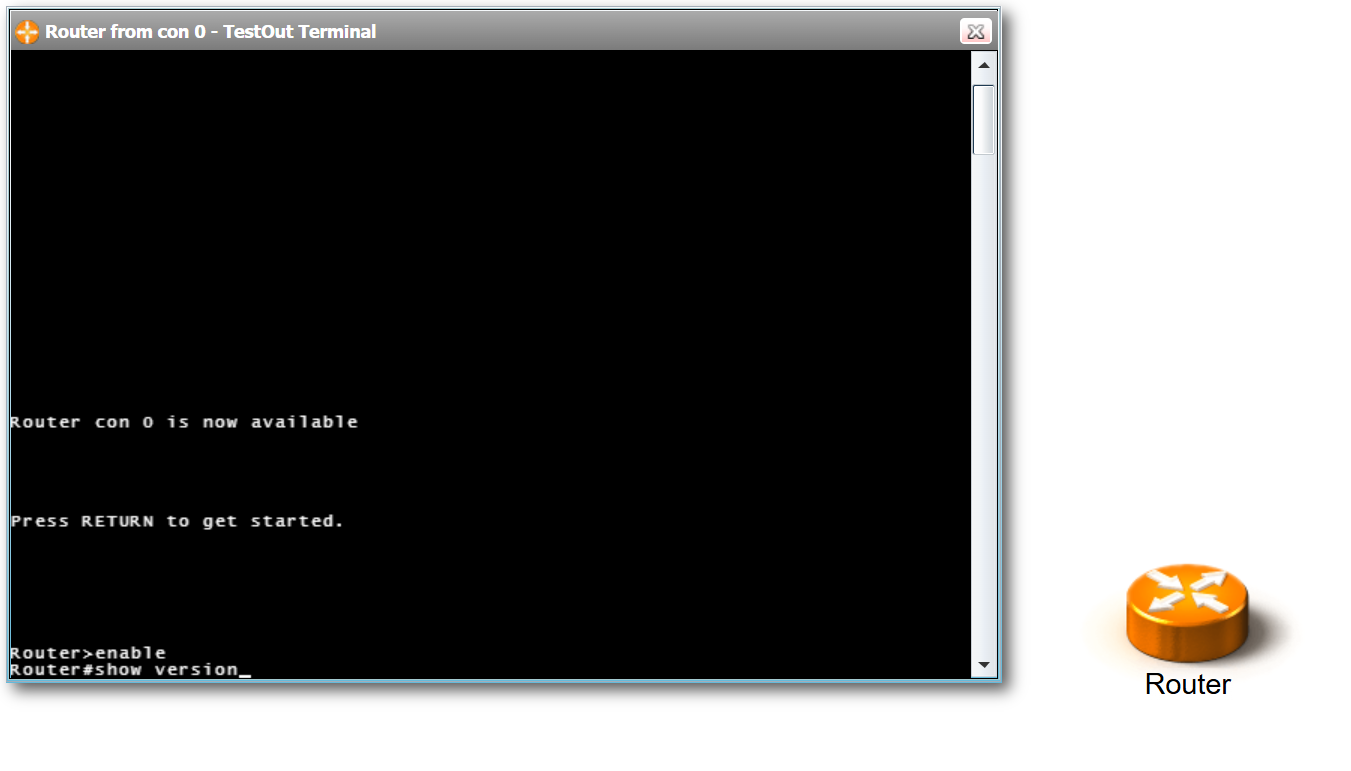 Router from con 0 - TestOut Terminal
Router con 0 is now available
Press RETURN to get started.
Router>enable
Router#show version_
Router